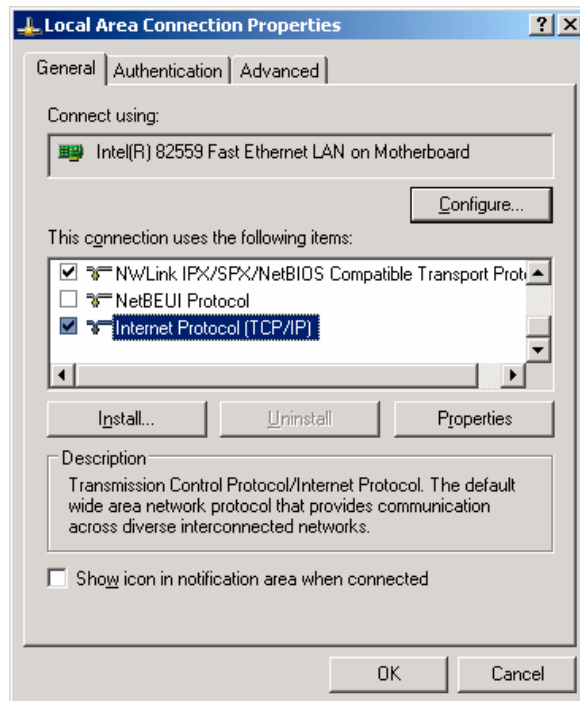 Local Area Connection Properties
General Authentication Advanced
Connect using:
Intel(R) 82559 Fast Ethernet LAN on Motherboard
Configure...
This connection uses the following items:
NWLink IPX/SPX/NetBIOS Compatible Transport Proto
NetBEUI Protocol
Internet Protocol (TCP/IP)
Install... Uninstall Properties
Description
Transmission Control Protocol/Internet Protocol. The default
wide area network protocol that provides communication
across diverse interconnected networks.
Show icon in notification area when connected
OK Cancel